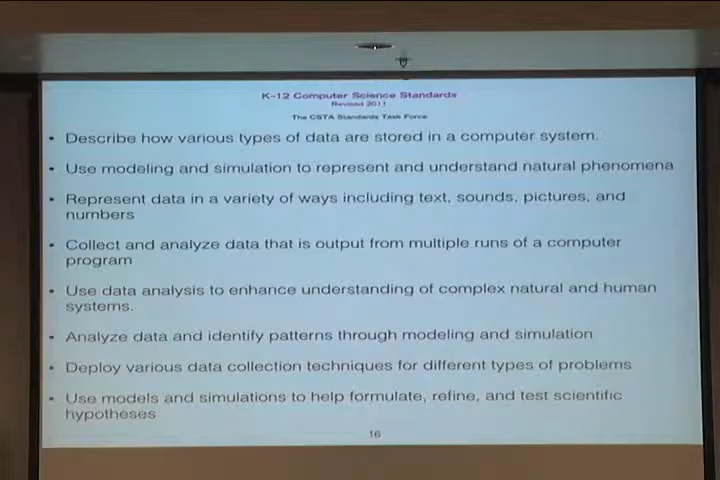 K-12 Computer Science Standards
Revised 2011
The CSTA Standards Task Force
• Describe how various types of data are stored in a computer system.
• Use modeling and simulation to represent and understand natural phenomena
• Represent data in a variety of ways including text, sounds, pictures, and
numbers
• Collect and analyze data that is output from multiple runs of a computer
program
• Use data analysis to enhance understanding of complex natural and human
systems.
• Analyze data and identify patterns through modeling and simulation
• Deploy various data collection techniques for different types of problems
• Use models and simulations to help formulate, refine, and test scientific
hypotheses
16